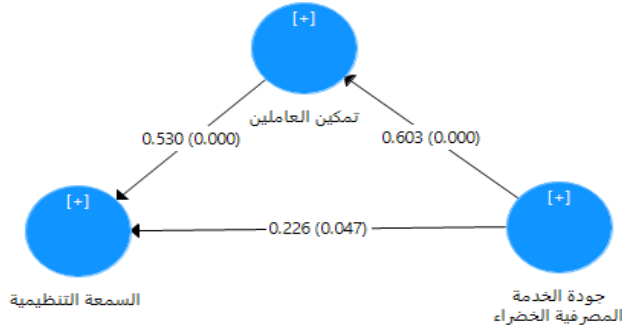 [+]
تمكين العاملين
0.530 (0.000)
0.603 (0.000)
[+]
[+]
0.226 (0.047)
السمعة التنظيمية
جودة الخدمة
المصرفية الخضراء